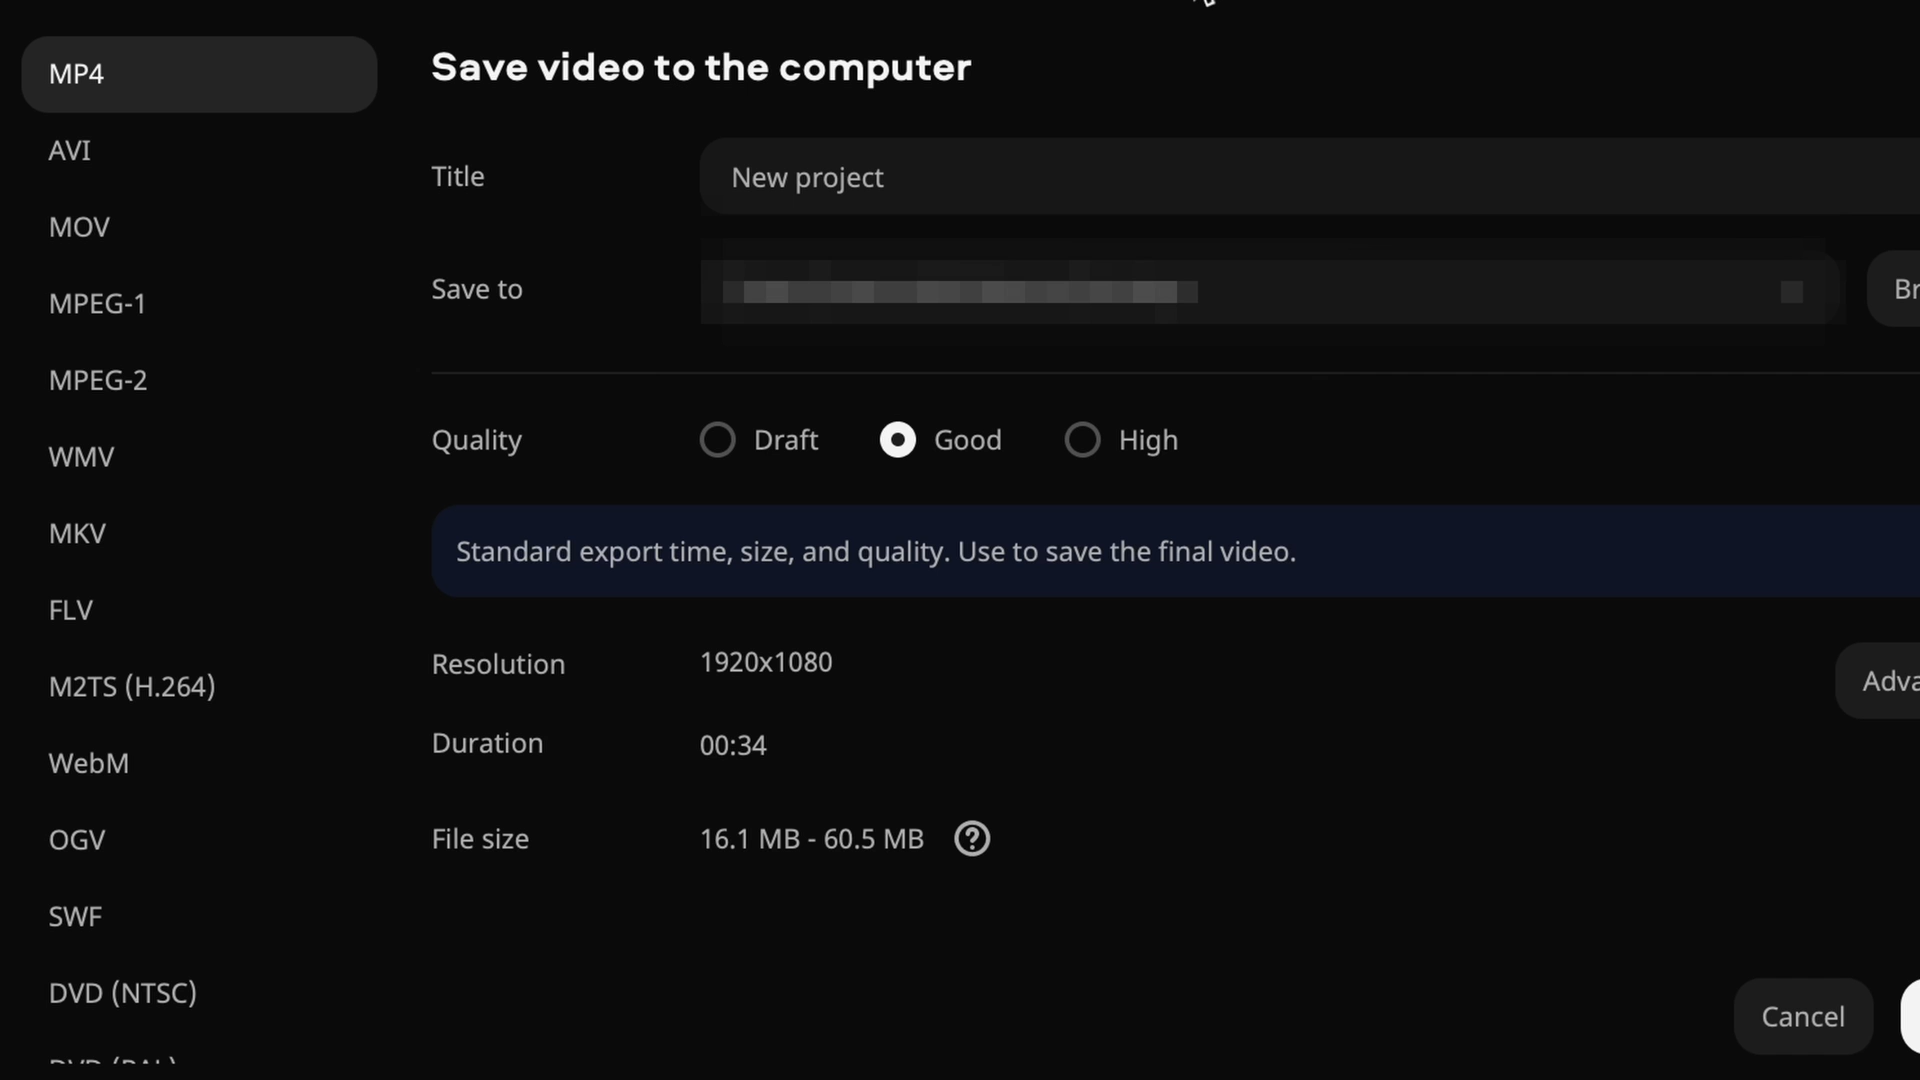 MP4
AVI
MOV
MPEG-1
MPEG-2
WMV
MKV
FLV
M2TS (H.264)
WebM
OGV
SWF
DVD (NTSC)
Save video to the computer
Title
New project
Save to
Quality
Draft
Good
High
Standard export time, size, and quality. Use to save the final video.
Resolution
1920x1080
Duration
00:34
File size
16.1 MB - 60.5 MB
Cancel